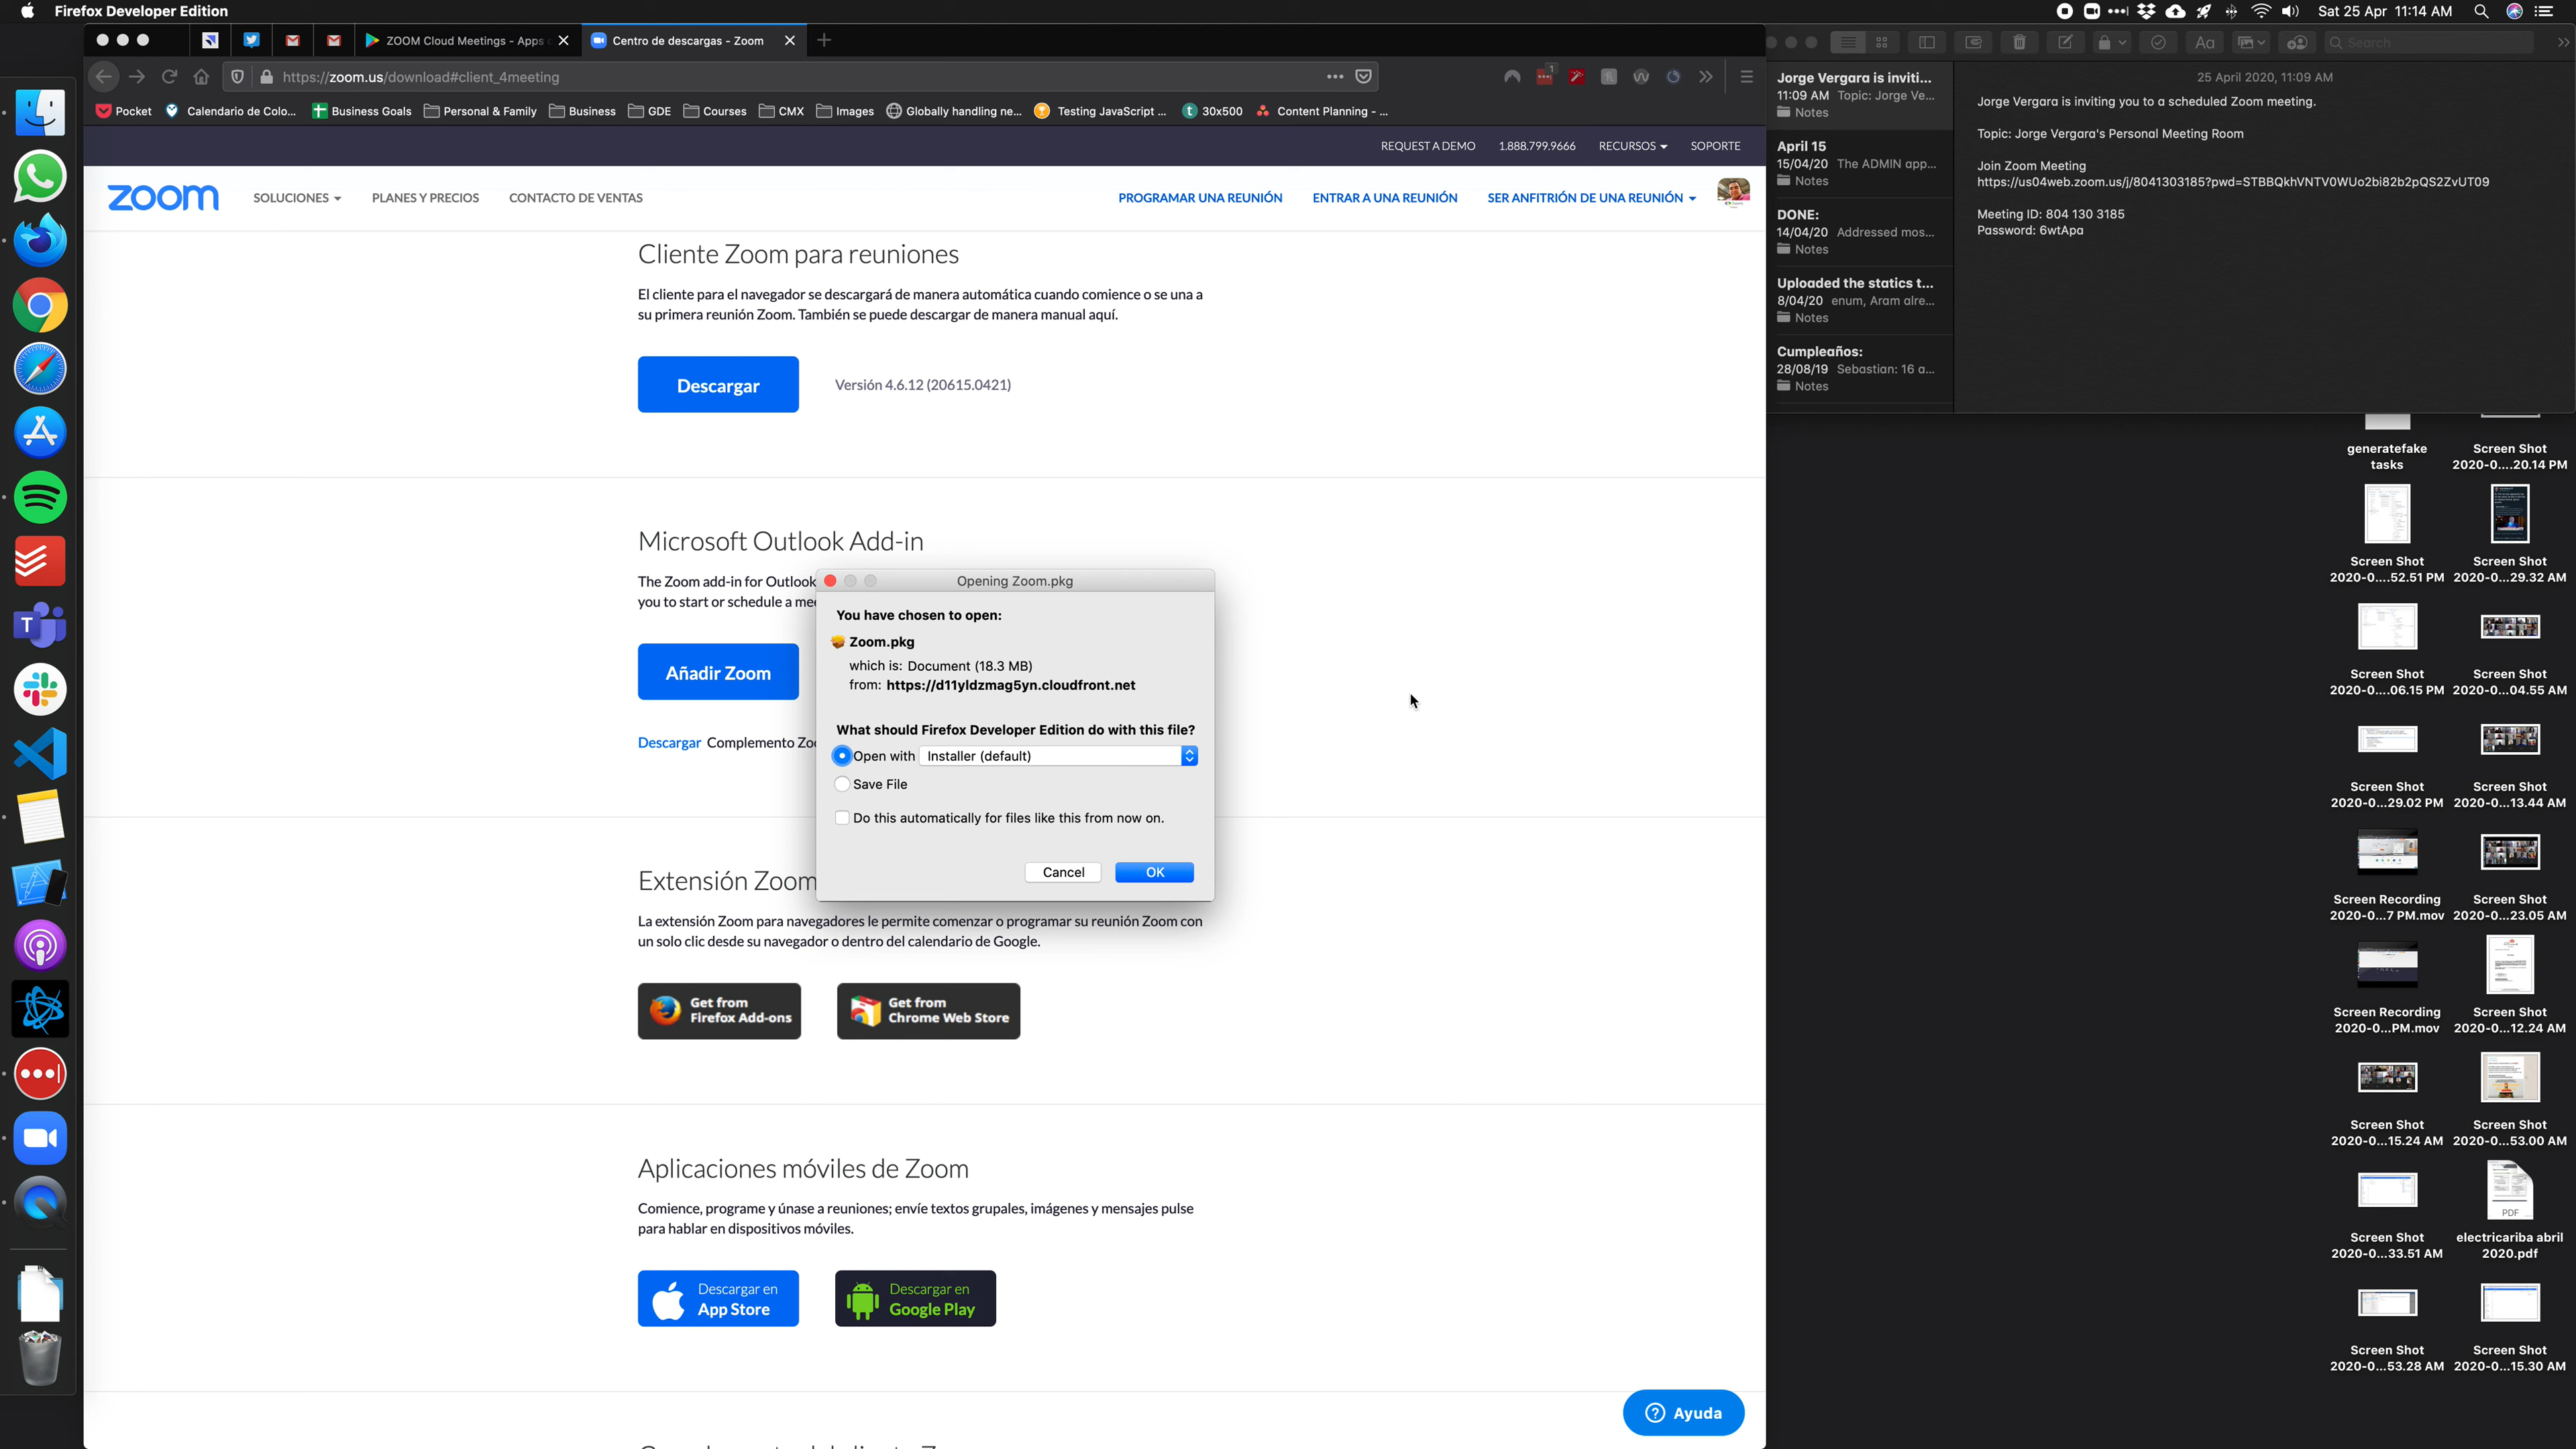 Firefox Developer Edition
Sat 25 Apr 11:14 AM
ZOOM Cloud Meetings - Apps
Centro de descargas - Zoom
https://zoom.us/download#client_4meeting
Pocket
Calendario de Colo...
Business Goals
Personal & Family
Business
GDE
Courses
CMX
Images
Globally handling ne...
Testing JavaScript ...
30x500
Content Planning - ...
REQUEST A DEMO
1.888.799.9666
RECURSOS
SOPORTE
zoom
SOLUCIONES
PLANES Y PRECIOS
CONTACTO DE VENTAS
PROGRAMAR UNA REUNIÓN
ENTRAR A UNA REUNIÓN
SER ANFITRIÓN DE UNA REUNIÓN
Cliente Zoom para reuniones
El cliente para el navegador se descargará de manera automática cuando comience o se una a
su primera reunión Zoom. También se puede descargar de manera manual aquí.
Descargar
Versión 4.6.12 (20615.0421)
Microsoft Outlook Add-in
The Zoom add-in for Outlook
you to start or schedule a me
Añadir Zoom
Descargar Complemento Zoo
Opening Zoom.pkg
You have chosen to open:
Zoom.pkg
which is: Document (18.3 MB)
from: https://d11yldzmag5yn.cloudfront.net
What should Firefox Developer Edition do with this file?
Open with Installer (default)
Save File
Do this automatically for files like this from now on.
Cancel
OK
Extensión Zoom
La extensión Zoom para navegadores le permite comenzar o programar su reunión Zoom con
un solo clic desde su navegador o dentro del calendario de Google.
Get from
Firefox Add-ons
Get from
Chrome Web Store
Aplicaciones móviles de Zoom
Comience, programe y únase a reuniones; envíe textos grupales, imágenes y mensajes pulse
para hablar en dispositivos móviles.
Descargar en
App Store
Descargar en
Google Play
Ayuda
Search
Jorge Vergara is inviti...
11:09 AM Topic: Jorge Ve...
Notes
April 15
15/04/20 The ADMIN app...
Notes
DONE:
14/04/20 Addressed mos...
Notes
Uploaded the statics t...
8/04/20 enum, Aram alre...
Notes
Cumpleaños:
28/08/19 Sebastian: 16 a...
Notes
25 April 2020, 11:09 AM
Jorge Vergara is inviting you to a scheduled Zoom meeting.
Topic: Jorge Vergara's Personal Meeting Room
Join Zoom Meeting
https://us04web.zoom.us/j/8041303185?pwd=STBBQkhVNTV0WUo2bi82b2pQS2ZvUT09
Meeting ID: 804 130 3185
Password: 6wtApa
generatefake
tasks
Screen Shot
2020-0....20.14 PM
Screen Shot
2020-0....52.51 PM
Screen Shot
2020-0...29.32 AM
Screen Shot
2020-0....06.15 PM
Screen Shot
2020-0...04.55 AM
Screen Shot
2020-0...29.02 PM
Screen Shot
2020-0...13.44 AM
Screen Recording
2020-0...7 PM.mov
Screen Shot
2020-0...23.05 AM
Screen Recording
2020-0...PM.mov
Screen Shot
2020-0...12.24 AM
Screen Shot
2020-0...15.24 AM
Screen Shot
2020-0...53.00 AM
Screen Shot
2020-0...33.51 AM
PDF
electricariba abril
2020.pdf
Screen Shot
2020-0...53.28 AM
Screen Shot
2020-0...15.30 AM